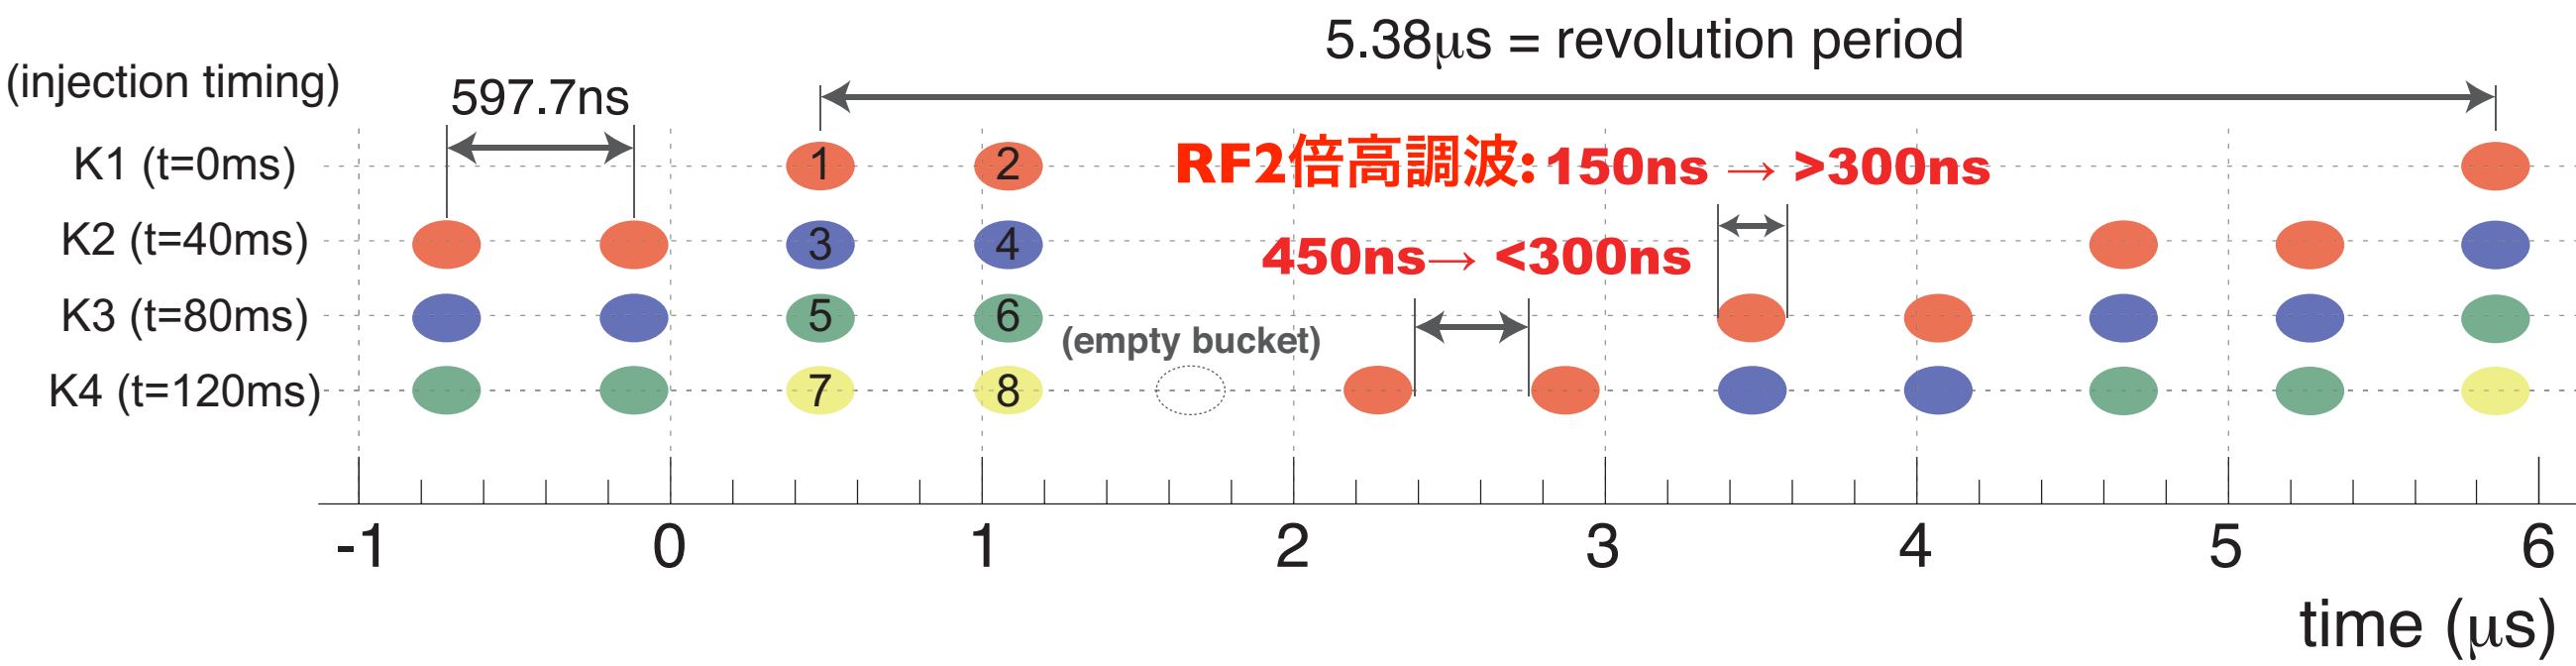 5.38μs = revolution period
(injection timing)
597.7ns
K1 (t=0ms)
1
2
RF2倍高調波: 150ns → >300ns
K2 (t=40ms)
3
4
450ns→ <300ns
K3 (t=80ms)
5
6
(empty bucket)
K4 (t=120ms)
7
8
-1 0 1 2 3 4 5 6
time (μs)